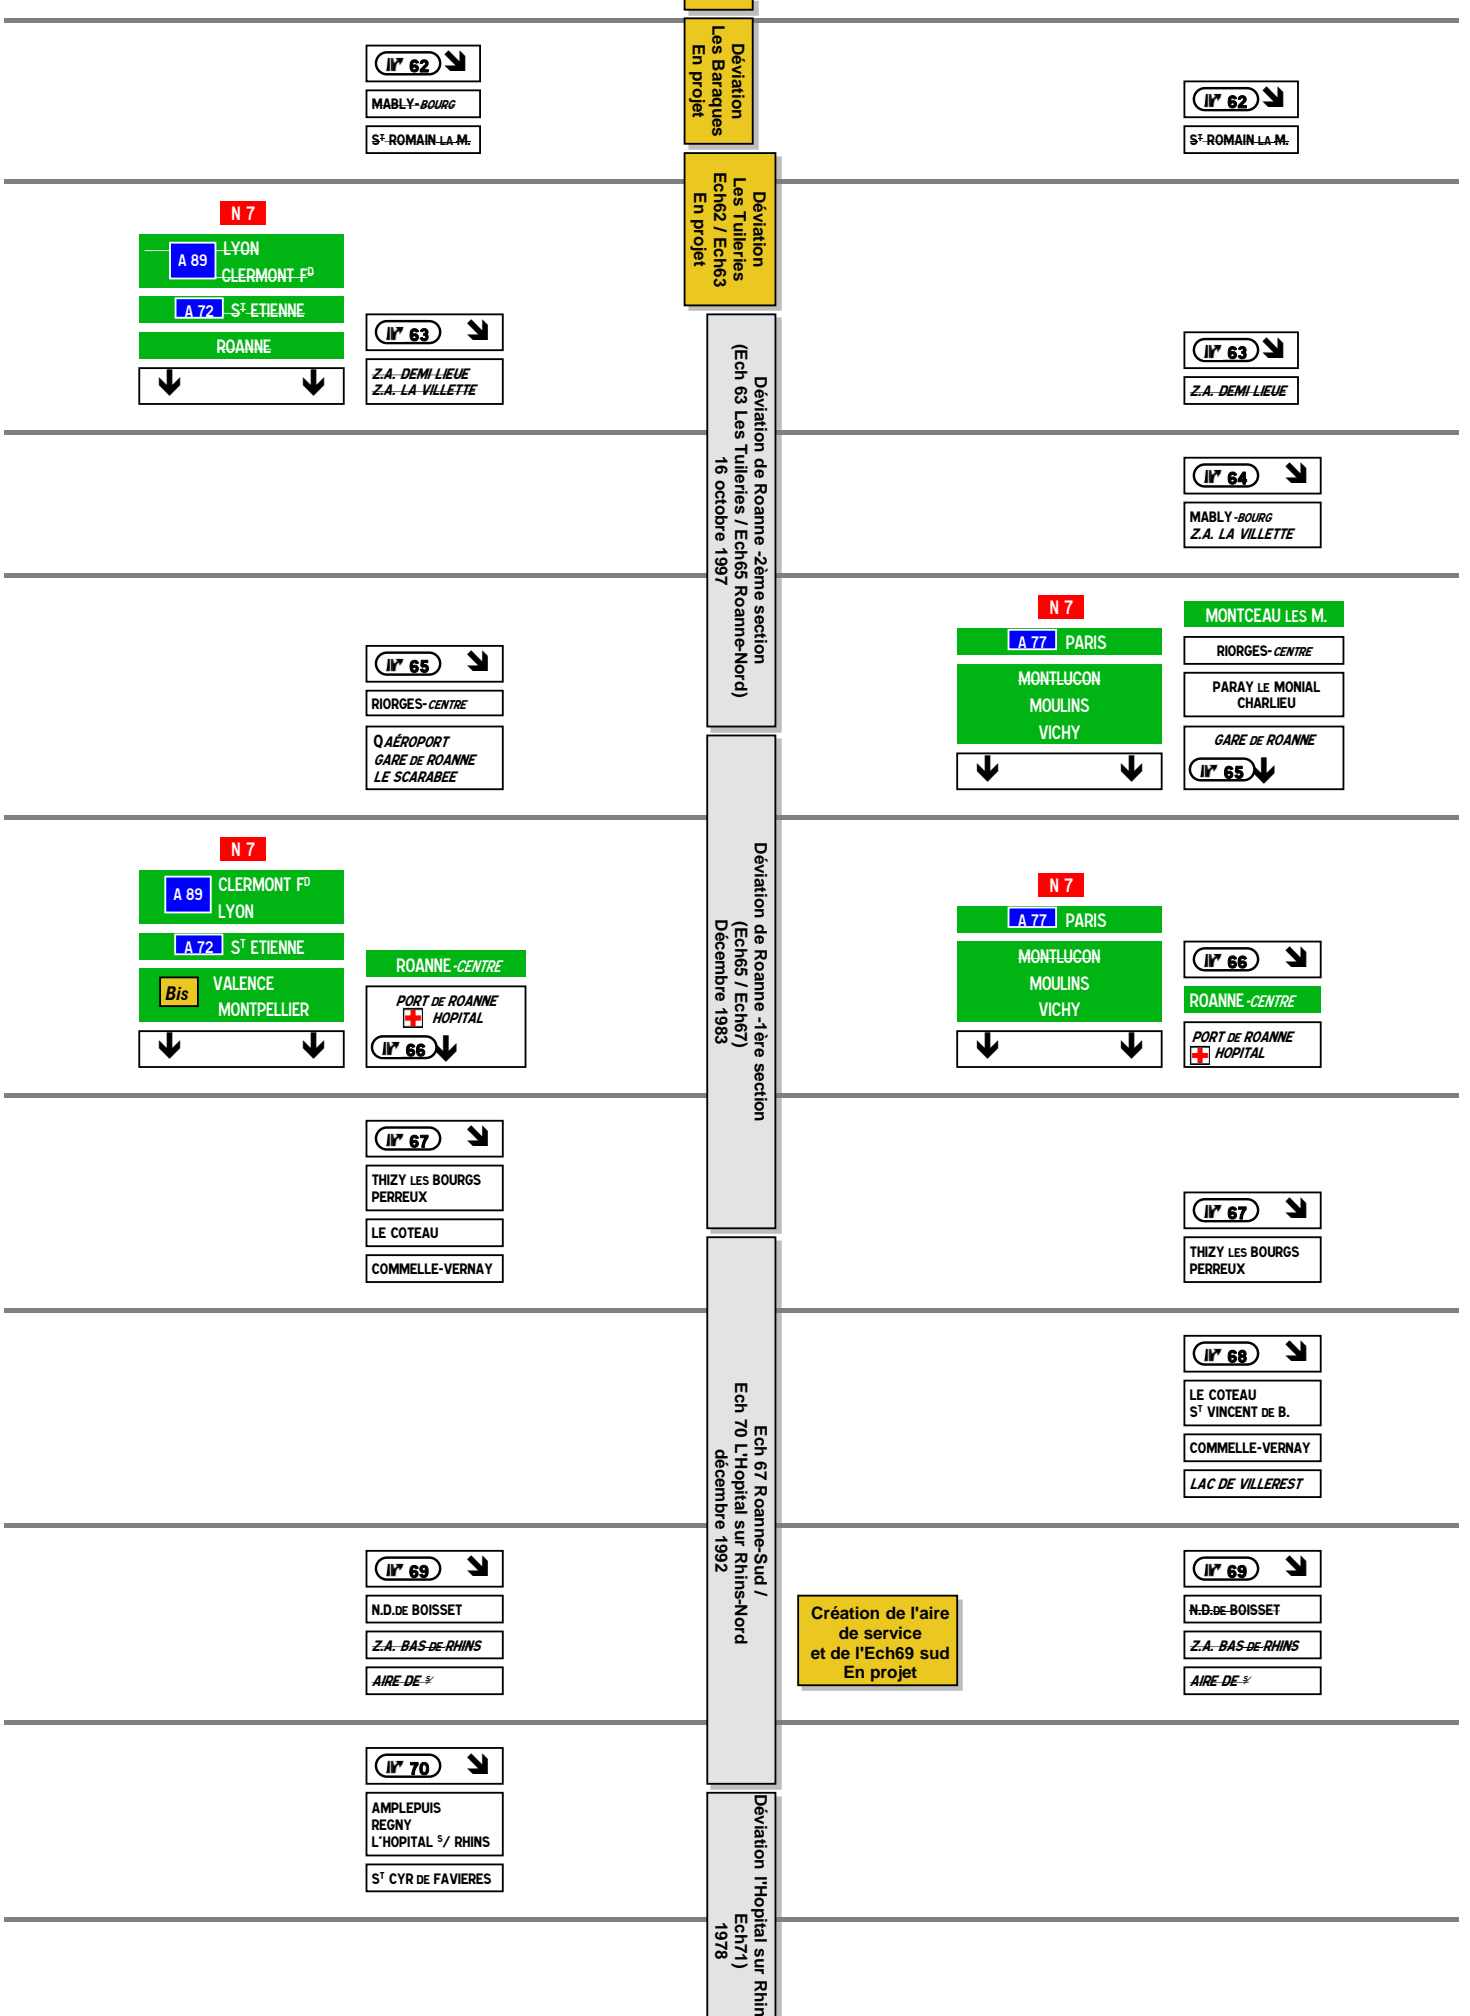 Déviation
Les Baraques
En projet
62
MABLY-BOURG
Sᵀ ROMAIN LA M.
62
Sᵀ ROMAIN LA M.
Déviation
Les Tuileries
Ech62 / Ech63
En projet
N 7
A 89 LYON
CLERMONT Fᴰ
A 72 Sᵀ ETIENNE
ROANNE
63
Z.A. DEMI LIEUE
Z.A. LA VILLETTE
63
Z.A. DEMI LIEUE
Déviation de Roanne -2ème section
(Ech 63 Les Tuileries / Ech65 Roanne-Nord)
16 octobre 1997
64
MABLY-BOURG
Z.A. LA VILLETTE
65
RIORGES-CENTRE
Q AÉROPORT
GARE DE ROANNE
LE SCARABEE
N 7
A 77 PARIS
MONTLUCON
MOULINS
VICHY
MONTCEAU LES M.
RIORGES-CENTRE
PARAY LE MONIAL
CHARLIEU
GARE DE ROANNE
65
Déviation de Roanne -1ère section
(Ech65 / Ech67)
Décembre 1983
N 7
A 89 CLERMONT Fᴰ
LYON
A 72 Sᵀ ETIENNE
Bis VALENCE
MONTPELLIER
ROANNE-CENTRE
PORT DE ROANNE
HOPITAL
66
N 7
A 77 PARIS
MONTLUCON
MOULINS
VICHY
66
ROANNE-CENTRE
PORT DE ROANNE
HOPITAL
67
THIZY LES BOURGS
PERREUX
LE COTEAU
COMMELLE-VERNAY
67
THIZY LES BOURGS
PERREUX
Ech 67 Roanne-Sud /
Ech 70 L'Hopital sur Rhins-Nord
décembre 1992
68
LE COTEAU
Sᵀ VINCENT DE B.
COMMELLE-VERNAY
LAC DE VILLEREST
69
N.D.DE BOISSET
Z.A. BAS DE RHINS
AIRE DE S/
Création de l'aire
de service
et de l'Ech69 sud
En projet
69
N.D.DE BOISSET
Z.A. BAS DE RHINS
AIRE DE S/
70
AMPLEPUIS
REGNY
L'HOPITAL S/ RHINS
Sᵀ CYR DE FAVIERES
Déviation l'Hopital sur Rhin
Ech71)
1978